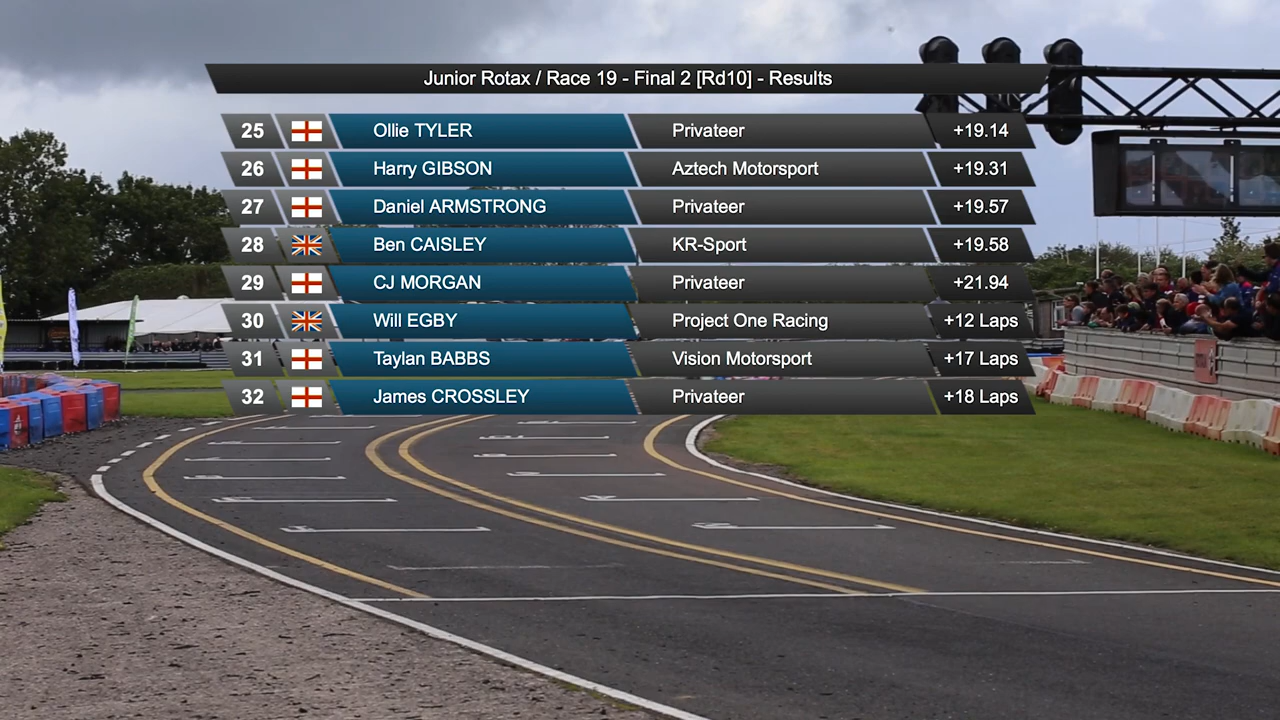 Junior Rotax / Race 19 - Final 2 [Rd10] - Results
25 Ollie TYLER Privateer +19.14
26 Harry GIBSON Aztech Motorsport +19.31
27 Daniel ARMSTRONG Privateer +19.57
28 Ben CAISLEY KR-Sport +19.58
29 CJ MORGAN Privateer +21.94
30 Will EGBY Project One Racing +12 Laps
31 Taylan BABBS Vision Motorsport +17 Laps
32 James CROSSLEY Privateer +18 Laps